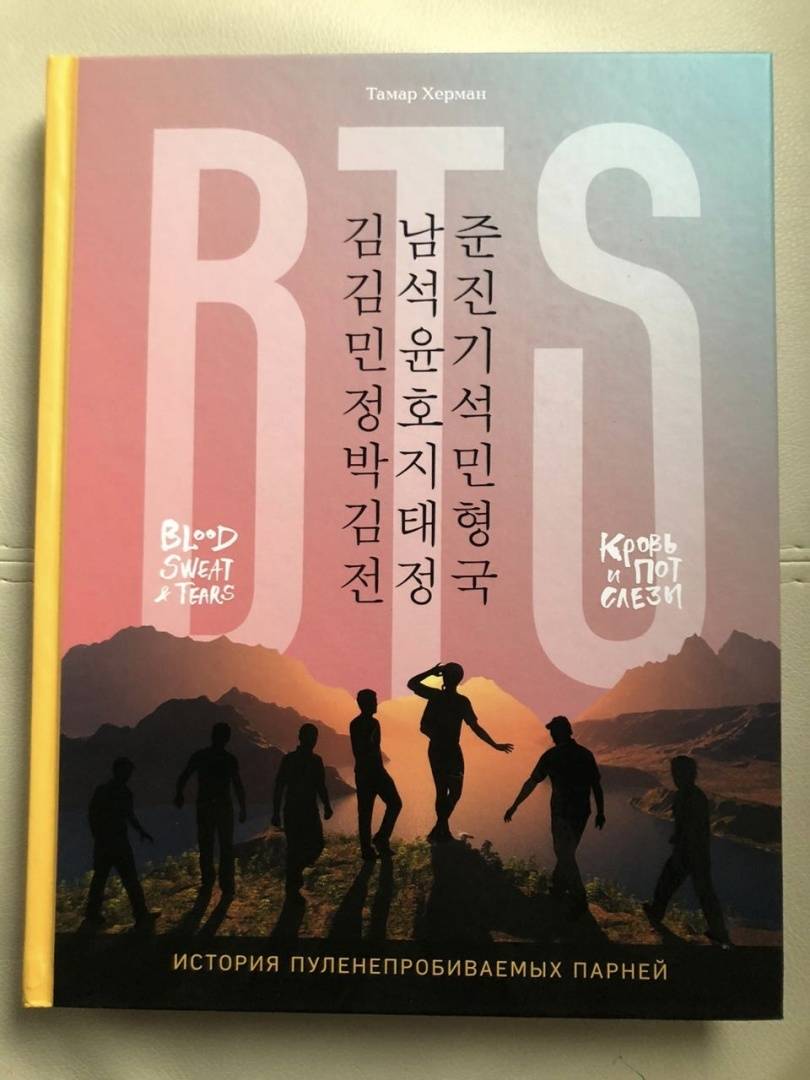 Тамар Херман
BTS
김남준
김석진
민윤기
정호석
박지민
김태형
전정국
BLOOD
SWEAT
& TEARS
КРОВЬ
И ПОТ
СЛЕЗЫ
ИСТОРИЯ ПУЛЕНЕПРОБИВАЕМЫХ ПАРНЕЙ